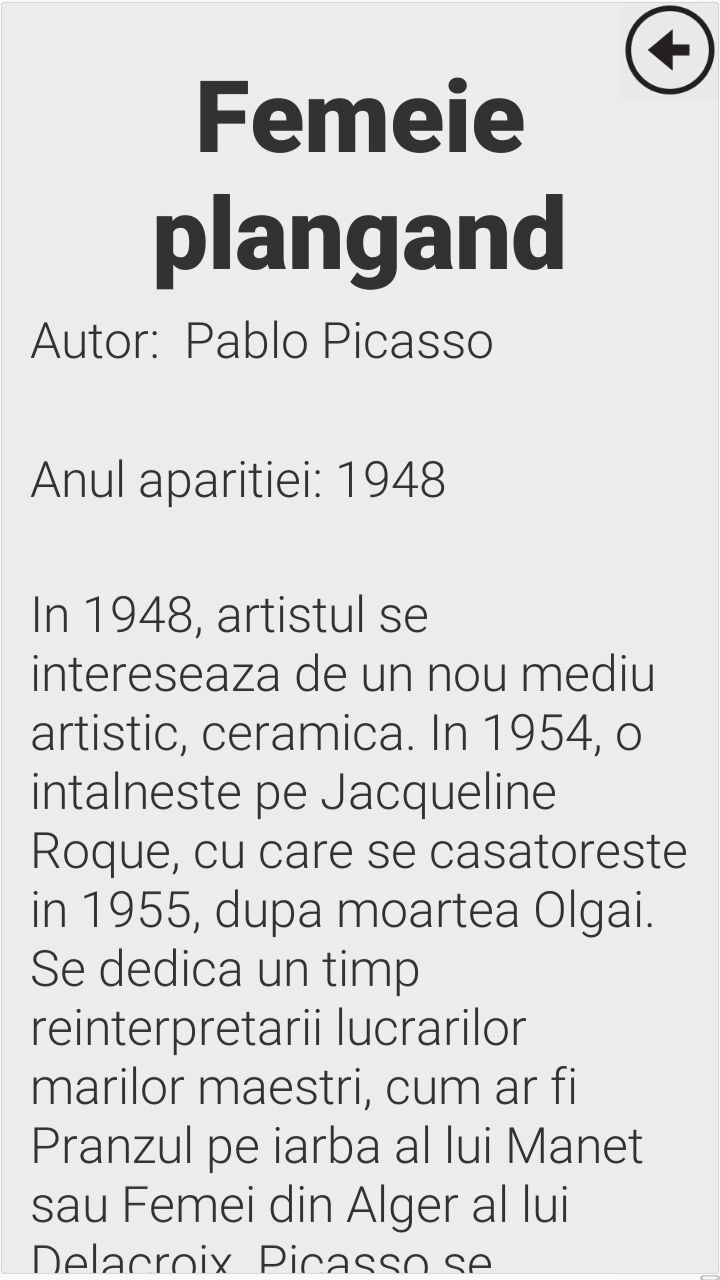 Femeie
plangand
Autor:  Pablo Picasso
Anul aparitiei: 1948
In 1948, artistul se
intereseaza de un nou mediu
artistic, ceramica. In 1954, o
intalneste pe Jacqueline
Roque, cu care se casatoreste
in 1955, dupa moartea Olgai.
Se dedica un timp
reinterpretarii lucrarilor
marilor maestri, cum ar fi
Pranzul pe iarba al lui Manet
sau Femei din Alger al lui
Delacroix. Picasso se